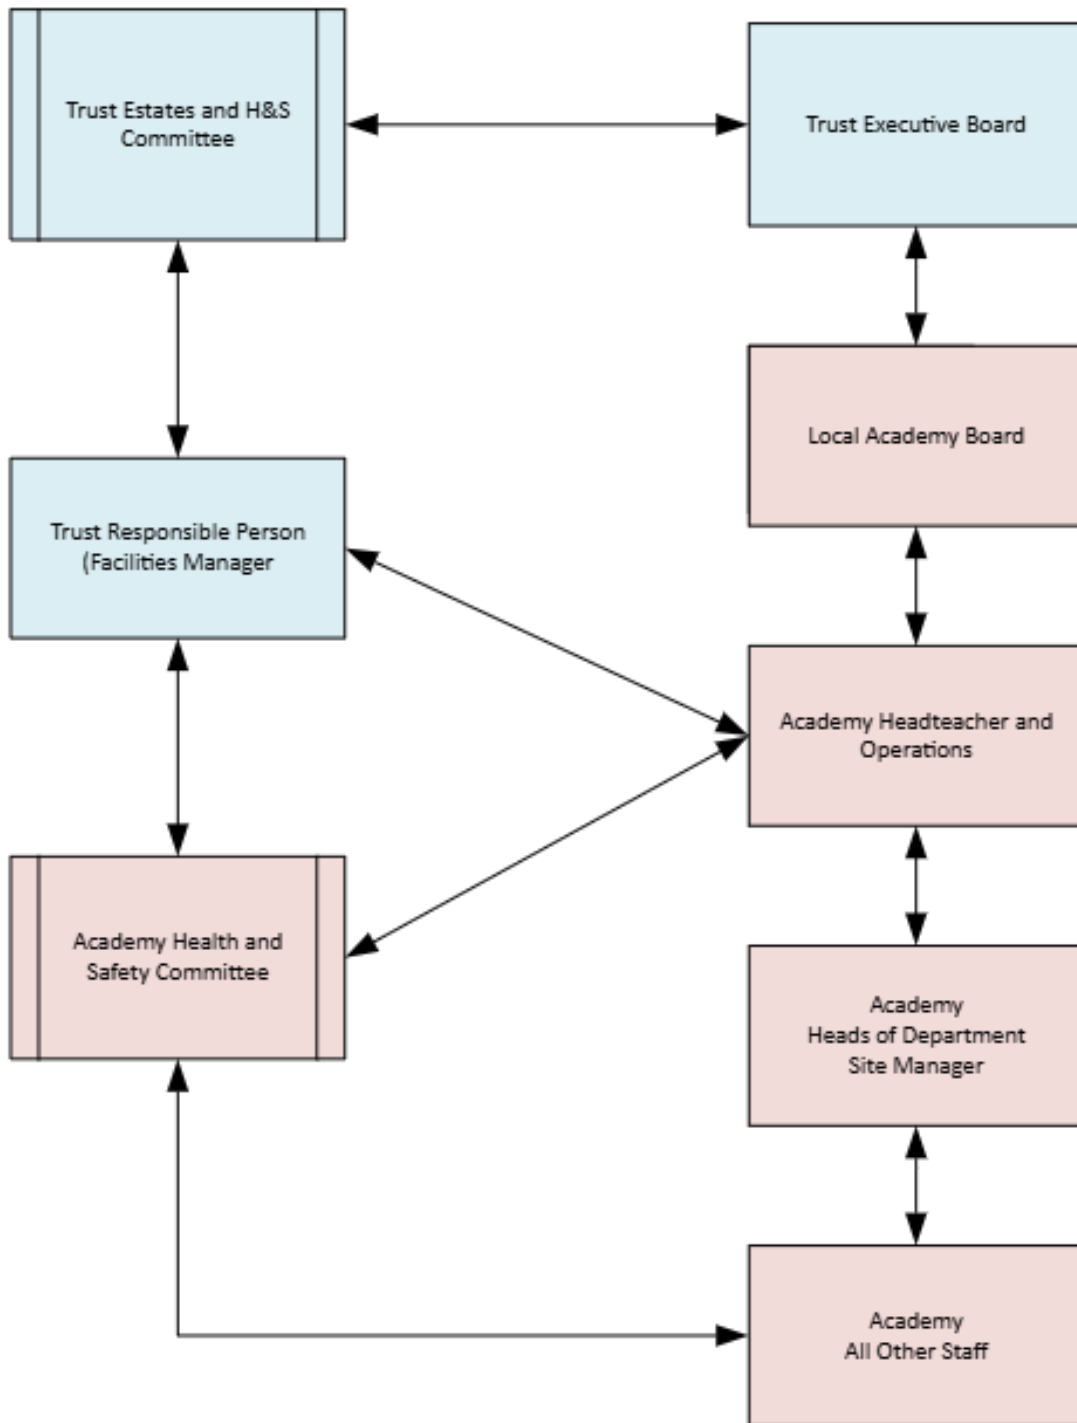 Trust Estates and H&S
Committee
Trust Executive Board
Local Academy Board
Trust Responsible Person
(Facilities Manager
Academy Headteacher and
Operations
Academy Health and
Safety Committee
Academy
Heads of Department
Site Manager
Academy
All Other Staff